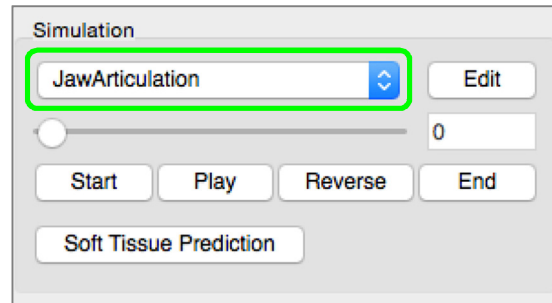 Simulation
JawArticulation Edit
0
Start Play Reverse End
Soft Tissue Prediction